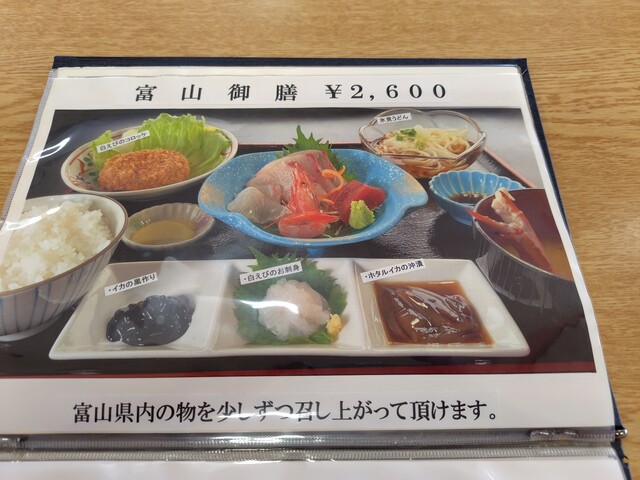 富山御膳 ¥2,600
白えびのコロッケ
氷見うどん
・イカの黒作り
・白えびのお刺身
・ホタルイカの沖漬
富山県内の物を少しずつ召し上がって頂けます。